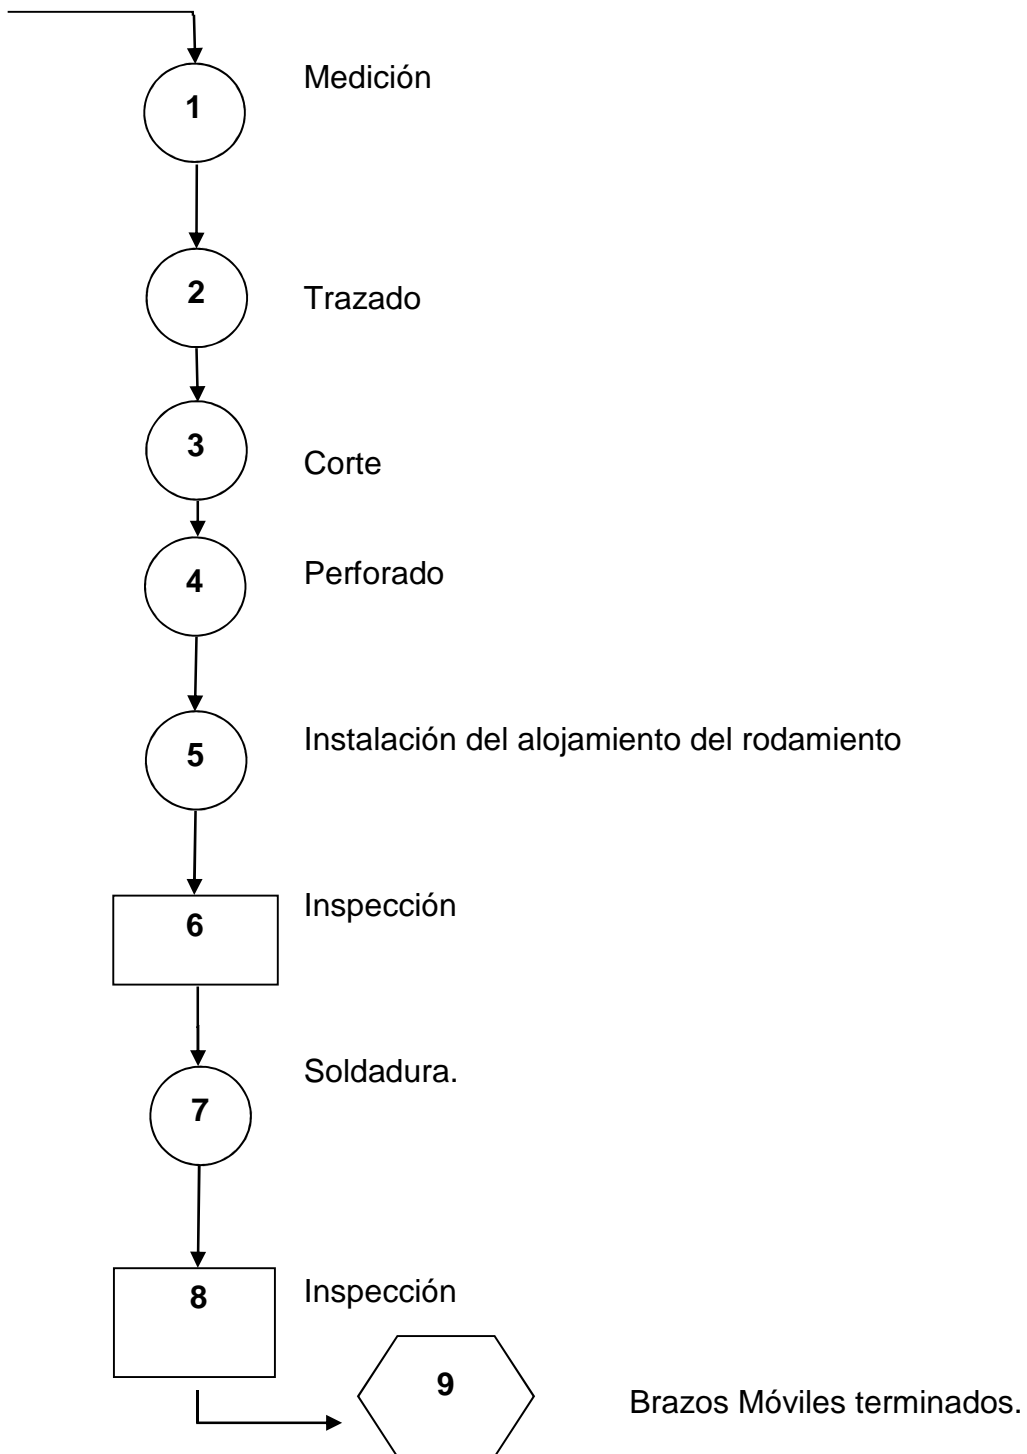 Medición
1
2
Trazado
3
Corte
4
Perforado
5
Instalación del alojamiento del rodamiento
6
Inspección
7
Soldadura.
8
Inspección
9
Brazos Móviles terminados.